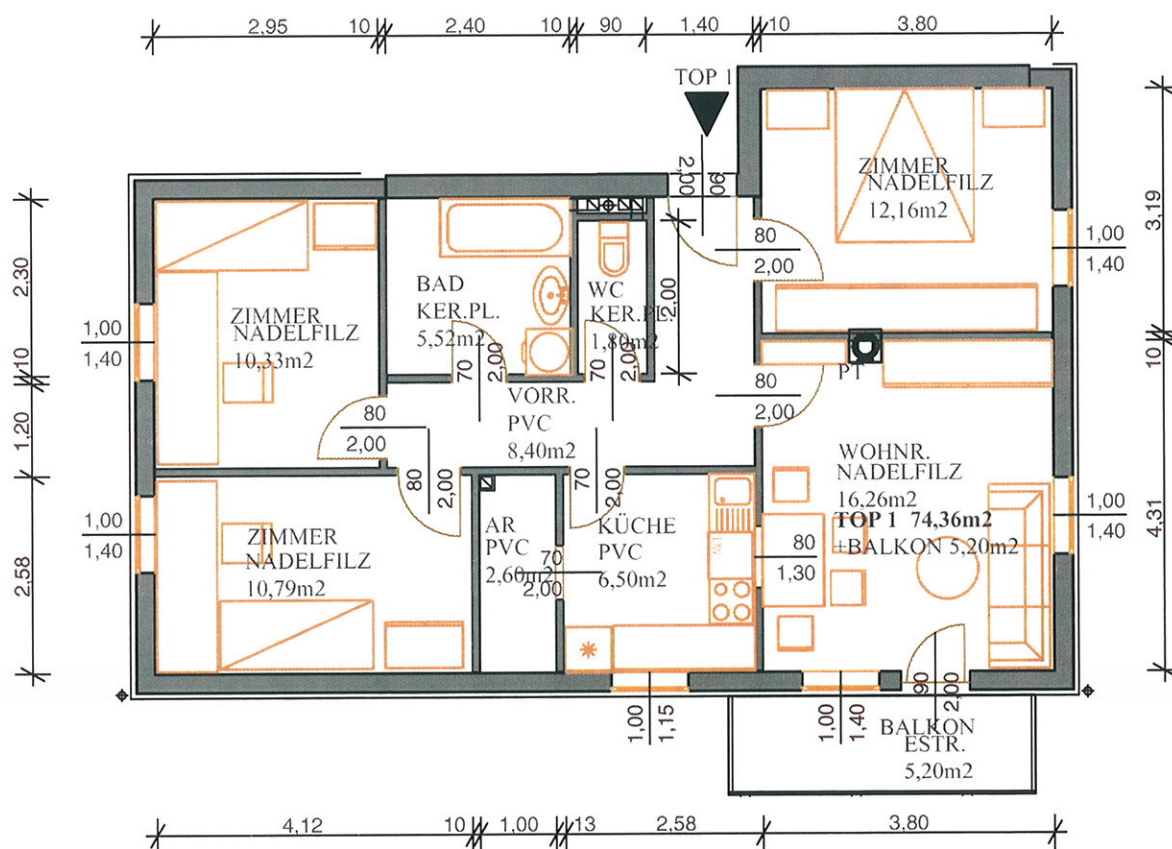 2,95 10 2,40 10 90 1,40 10 3,80
TOP 1
2,00 90
ZIMMER
NADELFILZ
12,16m2
3,19
80
2,00
1,00
1,40
2,30
BAD
KER.PL.
5,52m2
WC
KER.PL.
1,80m2
2,00
ZIMMER
NADELFILZ
10,33m2
1,00
1,40
10
70
2,00
70
2,00
PT
10
80
2,00
VORR.
PVC
8,40m2
80
2,00
1,20
80
2,00
70
2,00
WOHNR.
NADELFILZ
16,26m2
TOP 1 74,36m2
+BALKON 5,20m2
1,00
1,40
4,31
1,00
1,40
ZIMMER
NADELFILZ
10,79m2
AR
PVC
2,60m2
70
2,00
KÜCHE
PVC
6,50m2
80
1,30
2,58
1,00
1,15
1,00
1,40
90
2,00
BALKON
ESTR.
5,20m2
4,12 10 1,00 13 2,58 3,80